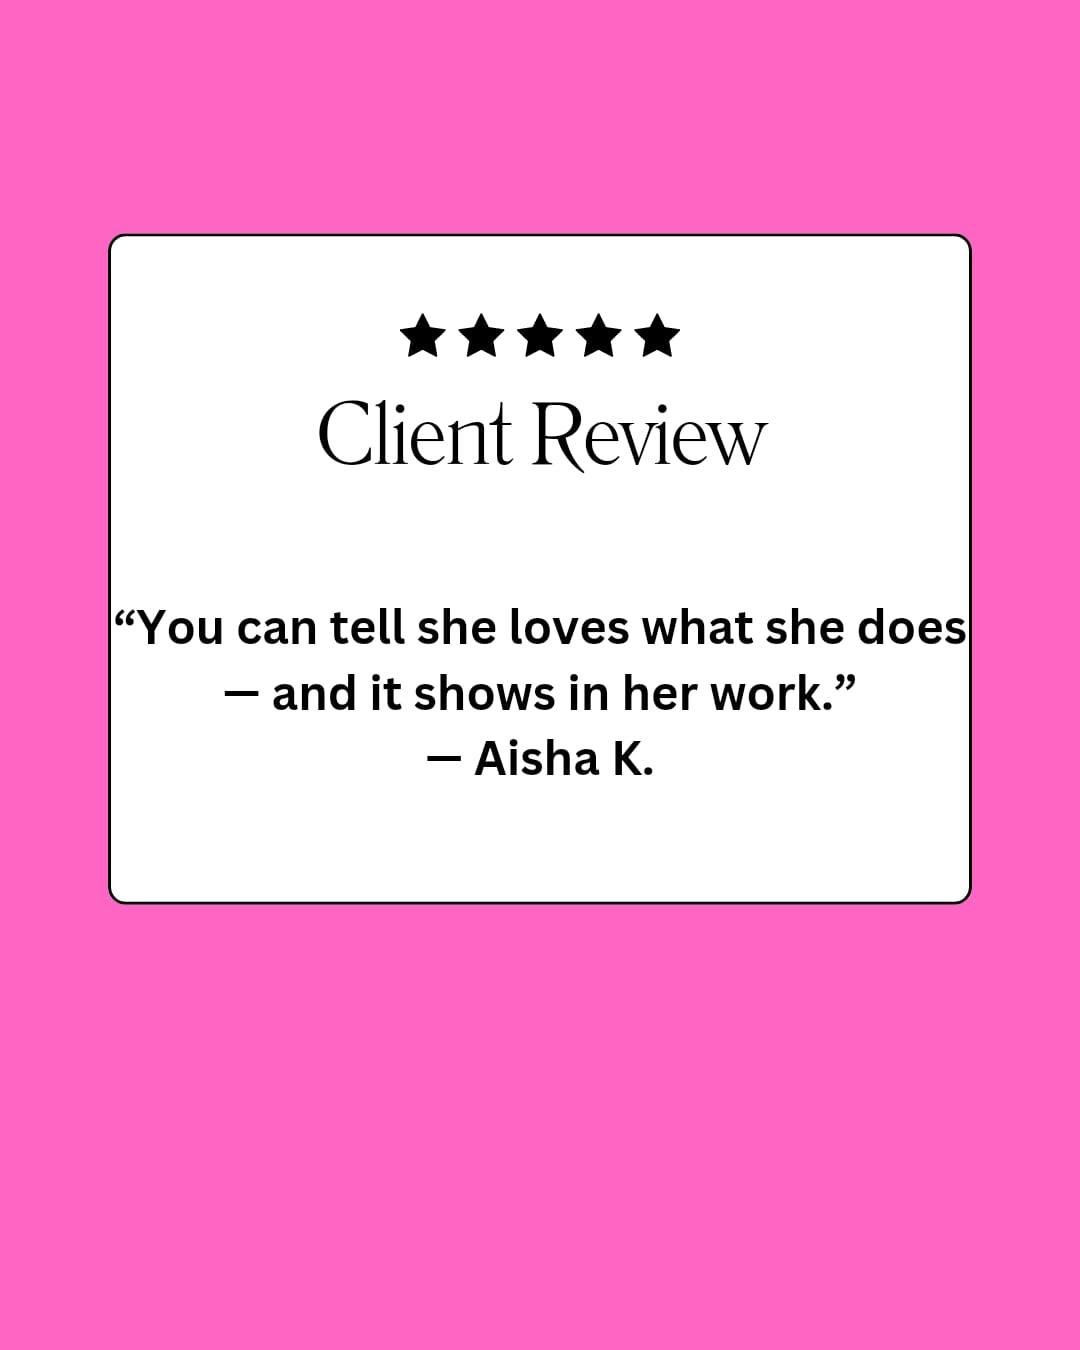 Client Review
“You can tell she loves what she does
— and it shows in her work.”
— Aisha K.